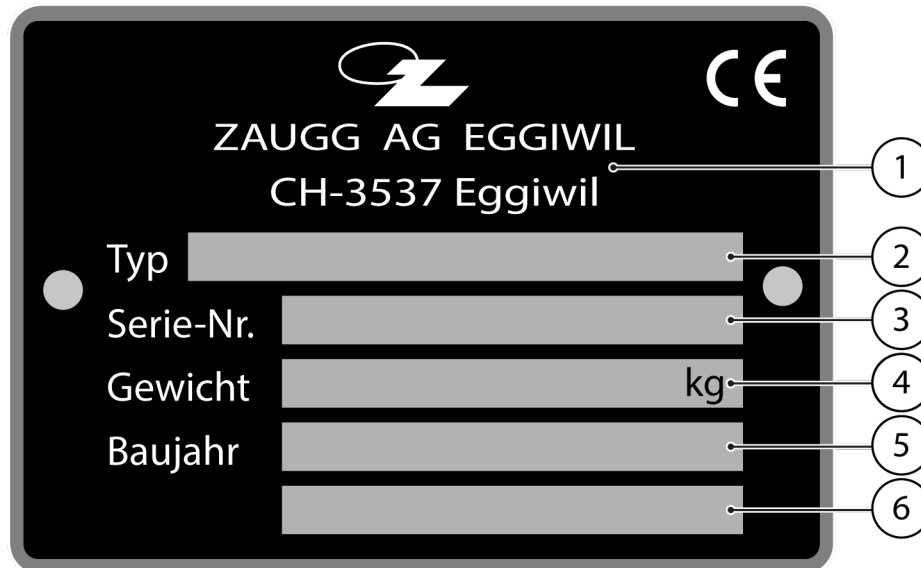 CE
ZAUGG AG EGGIWIL
1
CH-3537 Eggiwil
Typ
2
Serie-Nr.
3
Gewicht kg
4
Baujahr
5
6